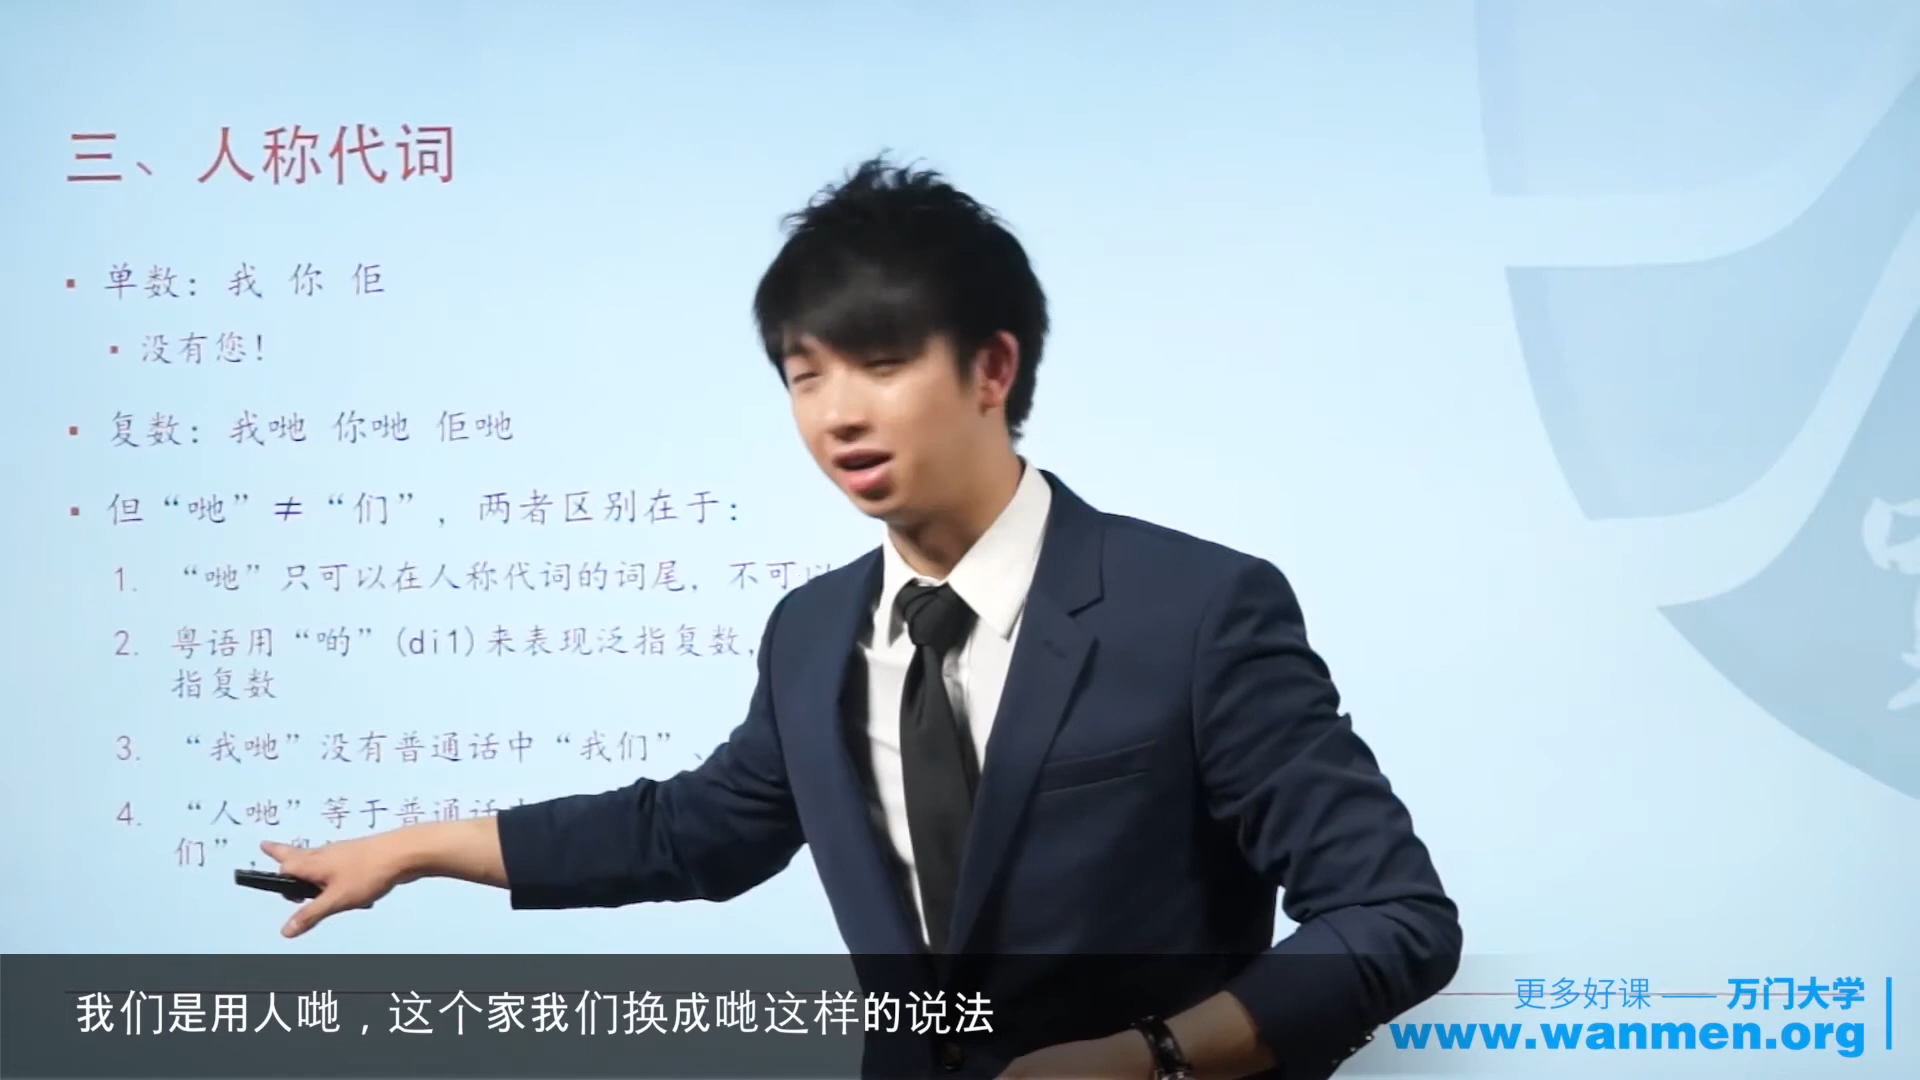 三、人称代词
▪ 单数：我 你 佢
▪ 没有您！
▪ 复数：我哋 你哋 佢哋
▪ 但“哋”≠“们”，两者区别在于：
1. “哋”只可以在人称代词的词尾，不可以
2. 粤语用“啲”(di1)来表现泛指复数，
指复数
3. “我哋”没有普通话中“我们”、
4. “人哋”等于普通话中
们”，粤
我们是用人哋，这个家我们换成哋这样的说法
更多好课 —— 万门大学
www.wanmen.org